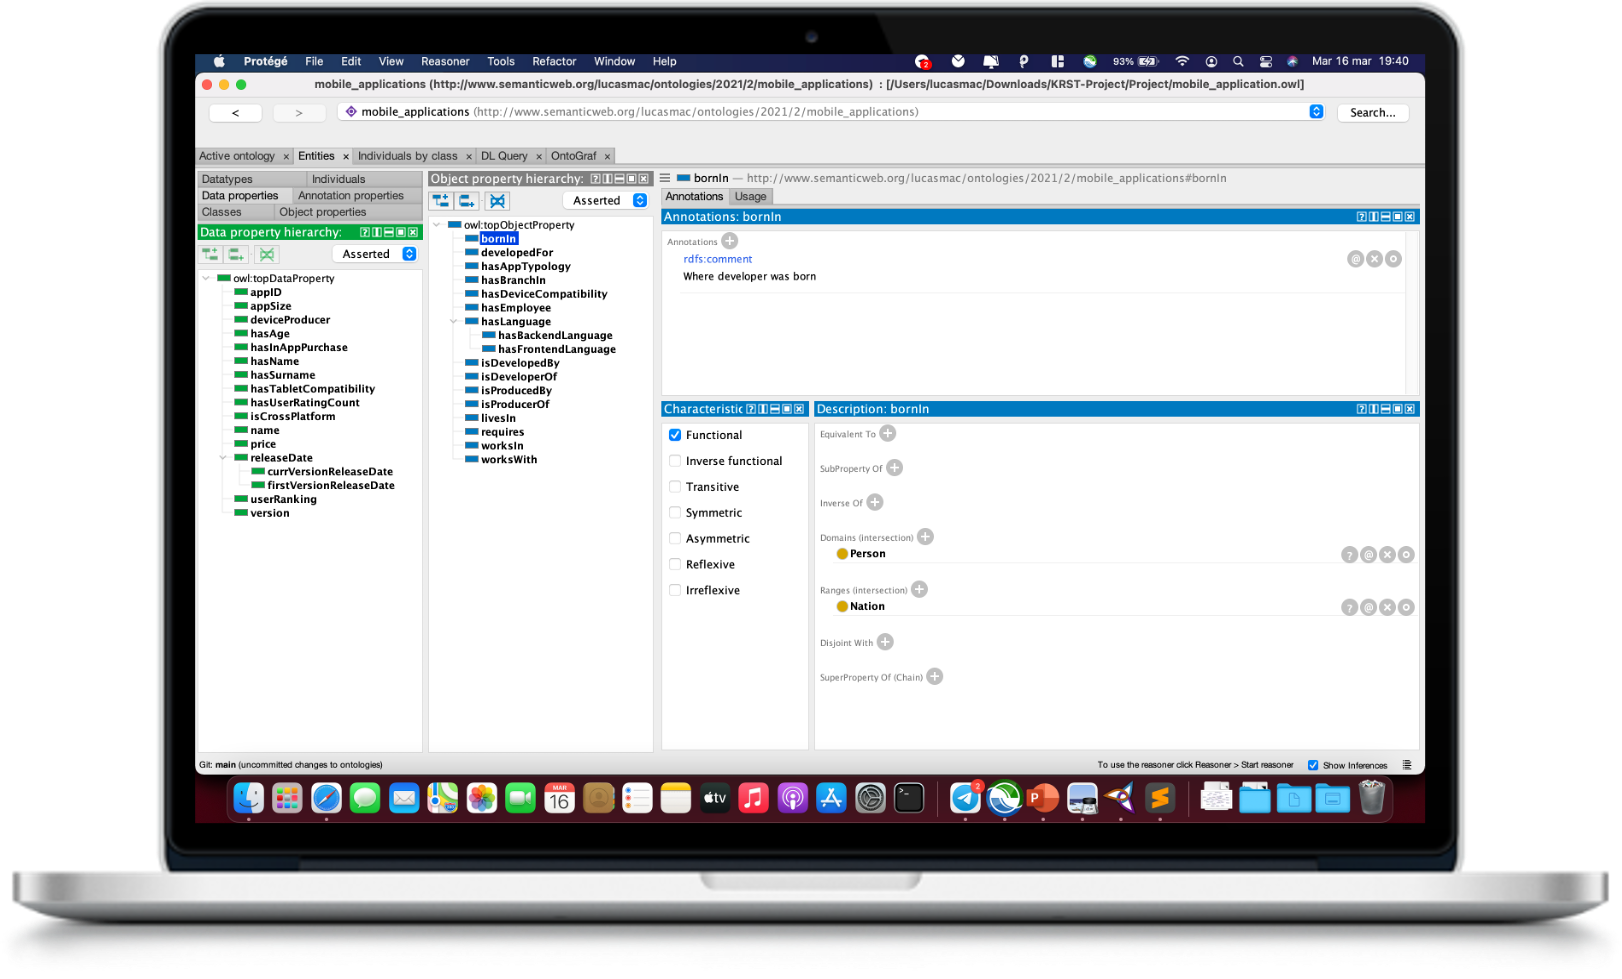 Protégé File Edit View Reasoner Tools Refactor Window Help 2 93% Mar 16 mar 19:40
mobile_applications (http://www.semanticweb.org/lucasmac/ontologies/2021/2/mobile_applications) : [/Users/lucasmac/Downloads/KRST-Project/Project/mobile_application.owl]
< > mobile_applications (http://www.semanticweb.org/lucasmac/ontologies/2021/2/mobile_applications) Search...
Active ontology × Entities × Individuals by class × DL Query × OntoGraf ×
Datatypes Individuals
Data properties Annotation properties
Classes Object properties
Data property hierarchy:
Asserted
owl:topDataProperty
appID
appSize
deviceProducer
hasAge
hasInAppPurchase
hasName
hasSurname
hasTabletCompatibility
hasUserRatingCount
isCrossPlatform
name
price
releaseDate
currVersionReleaseDate
firstVersionReleaseDate
userRanking
version
Object property hierarchy:
Asserted
owl:topObjectProperty
bornIn
developedFor
hasAppTypology
hasBranchIn
hasDeviceCompatibility
hasEmployee
hasLanguage
hasBackendLanguage
hasFrontendLanguage
isDevelopedBy
isDeveloperOf
isProducedBy
isProducerOf
livesIn
requires
worksIn
worksWith
bornIn — http://www.semanticweb.org/lucasmac/ontologies/2021/2/mobile_applications#bornIn
Annotations Usage
Annotations: bornIn
Annotations
rdfs:comment
Where developer was born
Characteristic
Functional
Inverse functional
Transitive
Symmetric
Asymmetric
Reflexive
Irreflexive
Description: bornIn
Equivalent To
SubProperty Of
Inverse Of
Domains (intersection)
Person
Ranges (intersection)
Nation
Disjoint With
SuperProperty Of (Chain)
Git: main (uncommitted changes to ontologies) To use the reasoner click Reasoner > Start reasoner Show Inferences
MAR
16
tv
2
P
S